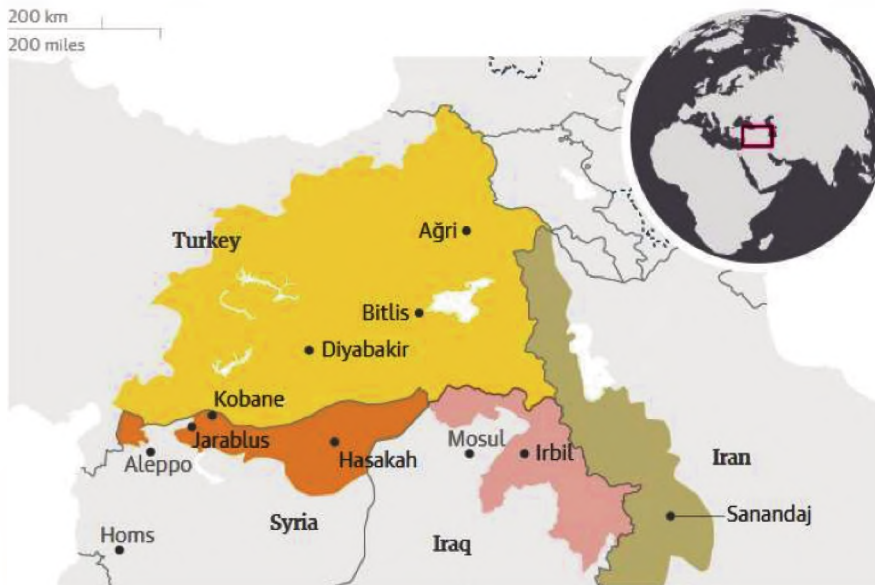 200 km
200 miles
Turkey
Ağri
Bitlis
Diyabakir
Kobane
Jarablus
Aleppo
Hasakah
Mosul
Irbil
Iran
Sanandaj
Syria
Iraq
Homs